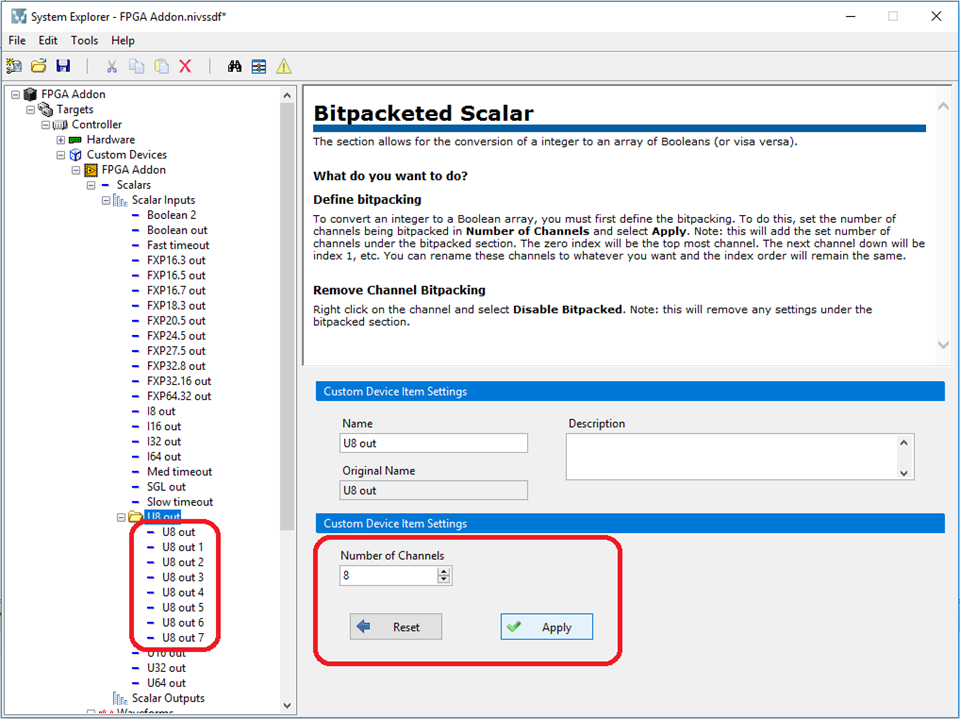 System Explorer - FPGA Addon.nivssdf*
File Edit Tools Help
FPGA Addon
Targets
Controller
Hardware
Custom Devices
FPGA Addon
Scalars
Scalar Inputs
Boolean 2
Boolean out
Fast timeout
FXP16.3 out
FXP16.5 out
FXP16.7 out
FXP18.3 out
FXP20.5 out
FXP24.5 out
FXP27.5 out
FXP32.8 out
FXP32.16 out
FXP64.32 out
I8 out
I16 out
I32 out
I64 out
Med timeout
SGL out
Slow timeout
U8 out
U8 out
U8 out 1
U8 out 2
U8 out 3
U8 out 4
U8 out 5
U8 out 6
U8 out 7
U16 out
U32 out
U64 out
Scalar Outputs
Waveforms
Bitpacketed Scalar
The section allows for the conversion of a integer to an array of Booleans (or visa versa).
What do you want to do?
Define bitpacking
To convert an integer to a Boolean array, you must first define the bitpacking. To do this, set the number of
channels being bitpacked in Number of Channels and select Apply. Note: this will add the set number of
channels under the bitpacked section. The zero index will be the top most channel. The next channel down will be
index 1, etc. You can rename these channels to whatever you want and the index order will remain the same.
Remove Channel Bitpacking
Right click on the channel and select Disable Bitpacked. Note: this will remove any settings under the
bitpacked section.
Custom Device Item Settings
Name
U8 out
Description
Original Name
U8 out
Custom Device Item Settings
Number of Channels
8
Reset Apply